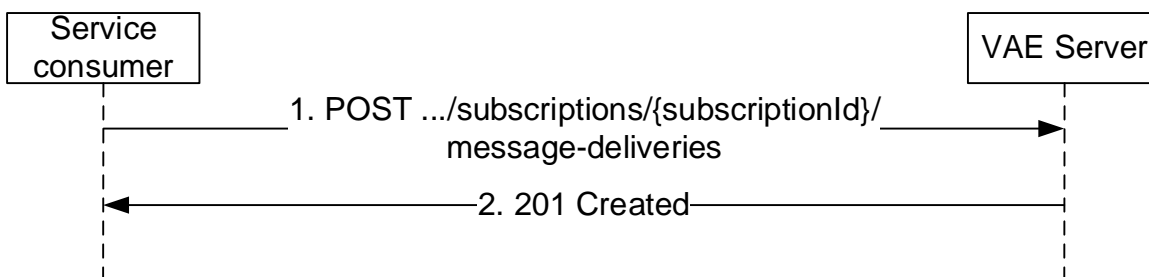 Service
consumer
VAE Server
1. POST .../subscriptions/{subscriptionId}/
message-deliveries
2. 201 Created